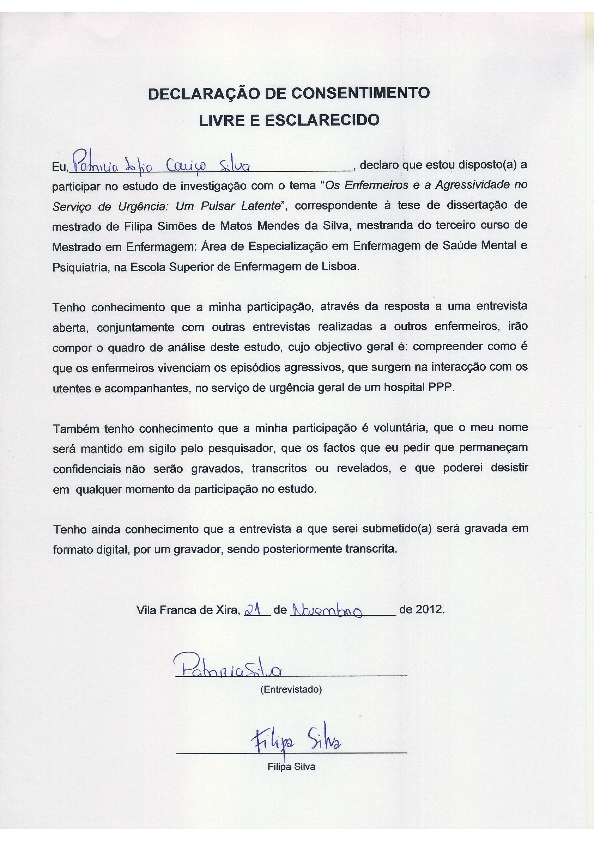 DECLARAÇÃO DE CONSENTIMENTO
LIVRE E ESCLARECIDO
Eu, Patricia Sofia Caniço Silva, declaro que estou disposto(a) a
participar no estudo de investigação com o tema "Os Enfermeiros e a Agressividade no
Serviço de Urgência: Um Pulsar Latente", correspondente à tese de dissertação de
mestrado de Filipa Simões de Matos Mendes da Silva, mestranda do terceiro curso de
Mestrado em Enfermagem: Área de Especialização em Enfermagem de Saúde Mental e
Psiquiatria, na Escola Superior de Enfermagem de Lisboa.
Tenho conhecimento que a minha participação, através da resposta a uma entrevista
aberta, conjuntamente com outras entrevistas realizadas a outros enfermeiros, irão
compor o quadro de análise deste estudo, cujo objectivo geral é: compreender como é
que os enfermeiros vivenciam os episódios agressivos, que surgem na interacção com os
utentes e acompanhantes, no serviço de urgência geral de um hospital PPP.
Também tenho conhecimento que a minha participação é voluntária, que o meu nome
será mantido em sigilo pelo pesquisador, que os factos que eu pedir que permaneçam
confidenciais não serão gravados, transcritos ou revelados, e que poderei desistir
em qualquer momento da participação no estudo.
Tenho ainda conhecimento que a entrevista a que serei submetido(a) será gravada em
formato digital, por um gravador, sendo posteriormente transcrita.
Vila Franca de Xira, 21 de Novembro de 2012.
Patricia Silva
(Entrevistado)
Filipa Silva
Filipa Silva